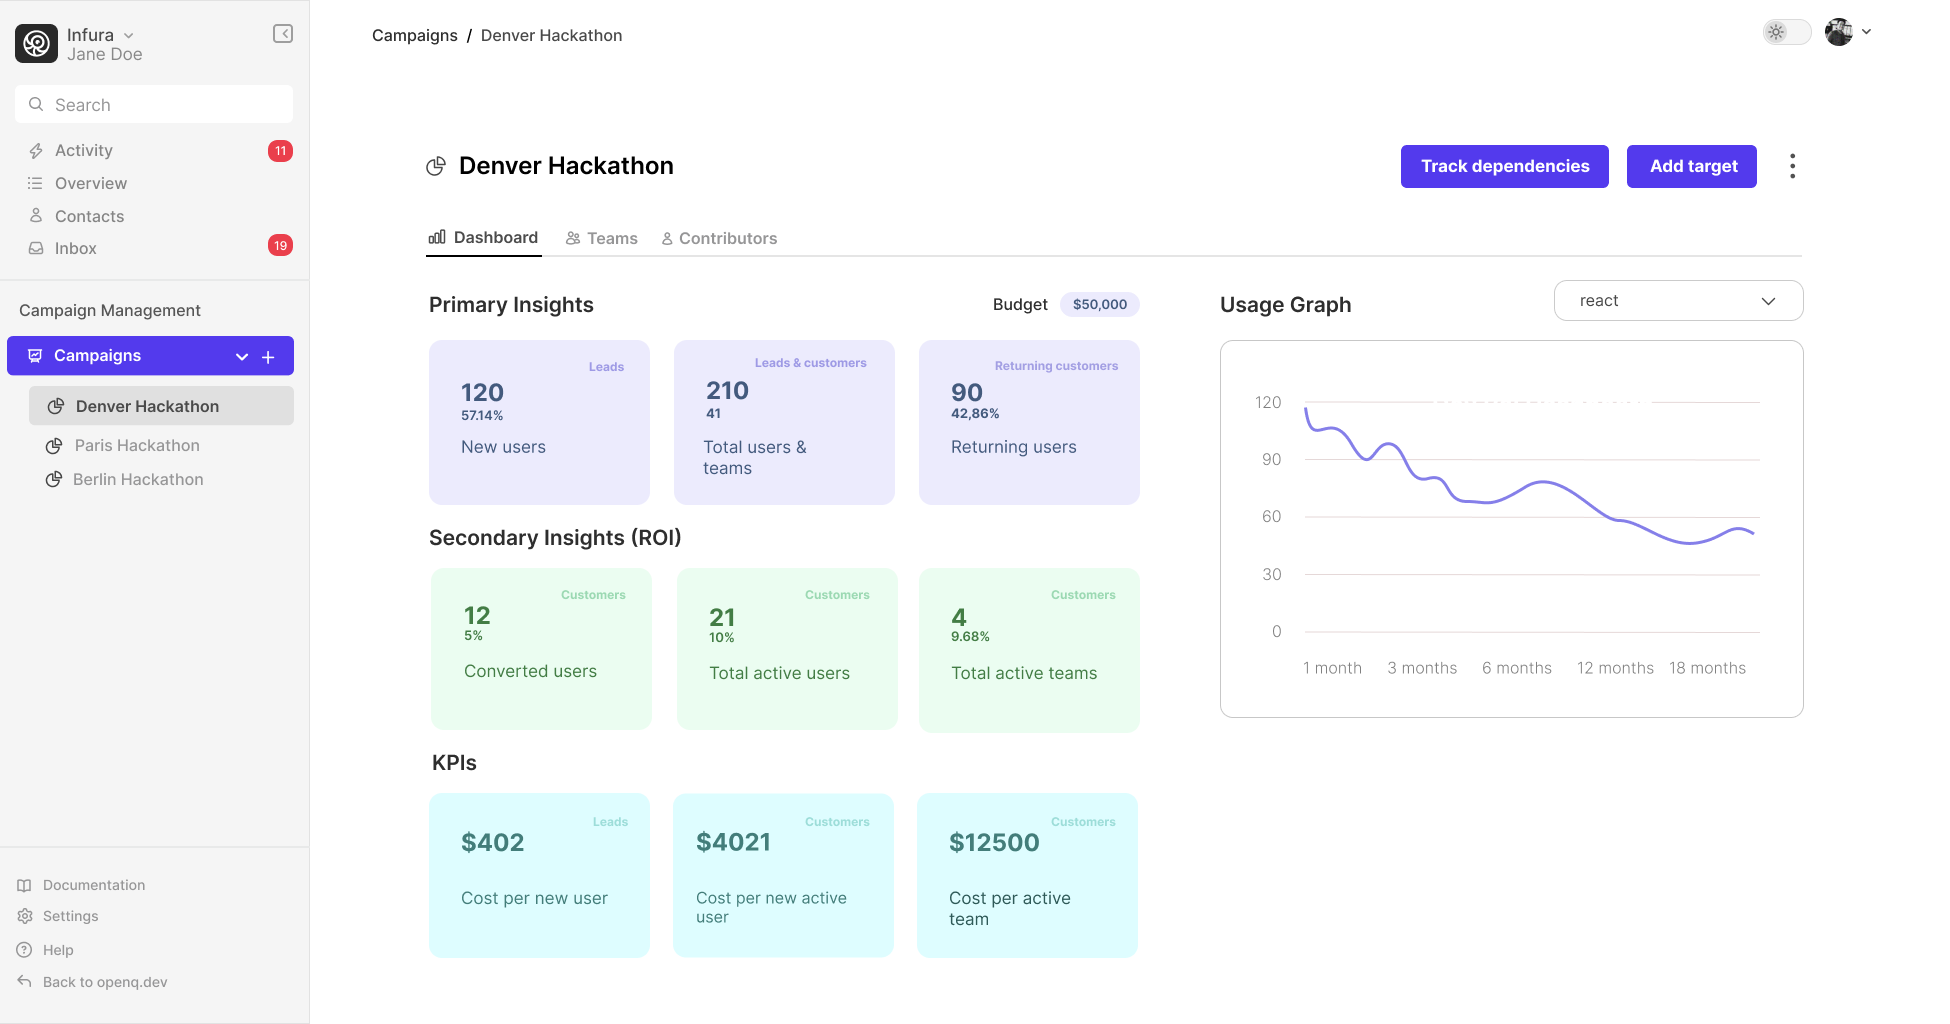 Infura
Jane Doe
Search
Activity
11
Overview
Contacts
Inbox
19
Campaign Management
Campaigns
Denver Hackathon
Paris Hackathon
Berlin Hackathon
Documentation
Settings
Help
Back to openq.dev
Campaigns / Denver Hackathon
Denver Hackathon
Track dependencies
Add target
Dashboard
Teams
Contributors
Primary Insights
Budget
$50,000
Leads
120
57.14%
New users
Leads & customers
210
41
Total users &
teams
Returning customers
90
42,86%
Returning users
Secondary Insights (ROI)
Customers
12
5%
Converted users
Customers
21
10%
Total active users
Customers
4
9.68%
Total active teams
KPIs
Leads
$402
Cost per new user
Customers
$4021
Cost per new active
user
Customers
$12500
Cost per active
team
Usage Graph
react
120
90
60
30
0
1 month
3 months
6 months
12 months
18 months